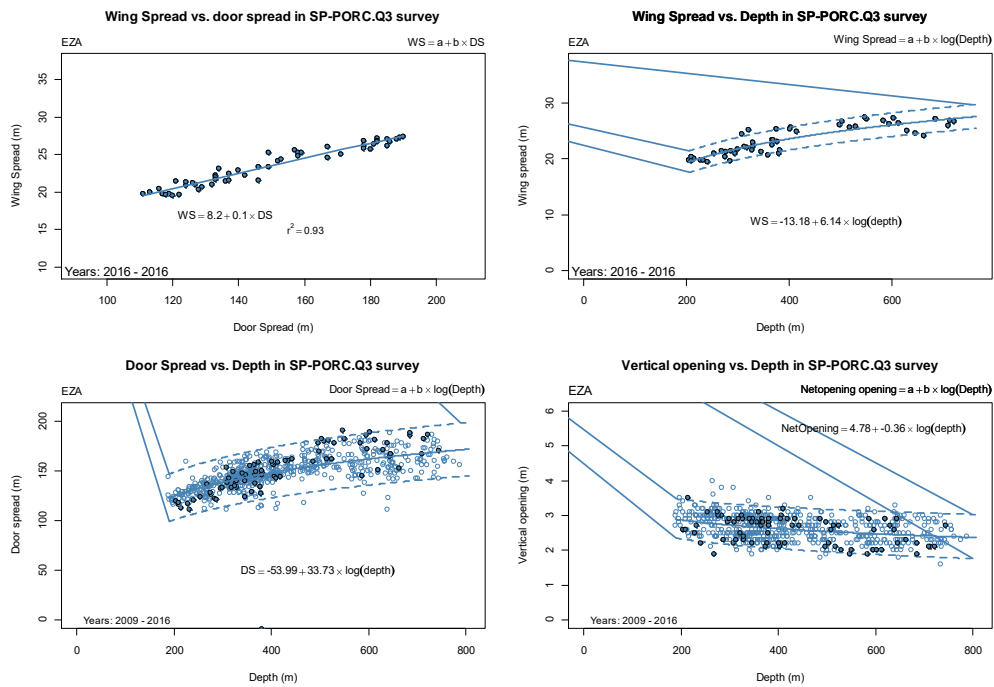 Wing Spread vs. door spread in SP-PORC.Q3 survey
EZA
WS = a + b × DS
Wing Spread (m)
35
30
25
20
15
10
WS = 8.2 + 0.1 × DS
r² = 0.93
Years: 2016 - 2016
100 120 140 160 180 200
Door Spread (m)
Wing Spread vs. Depth in SP-PORC.Q3 survey
EZA
Wing Spread = a + b × log(Depth)
Wing spread (m)
30
20
10
0
WS = -13.18 + 6.14 × log(depth)
Years: 2016 - 2016
0 200 400 600
Depth (m)
Door Spread vs. Depth in SP-PORC.Q3 survey
EZA
Door Spread = a + b × log(Depth)
Door spread (m)
200
150
100
50
0
DS = -53.99 + 33.73 × log(depth)
Years: 2009 - 2016
0 200 400 600 800
Depth (m)
Vertical opening vs. Depth in SP-PORC.Q3 survey
EZA
Netopening opening = a + b × log(Depth)
Vertical opening (m)
6
5
4
3
2
1
0
NetOpening = 4.78 + -0.36 × log(depth)
Years: 2009 - 2016
0 200 400 600 800
Depth (m)